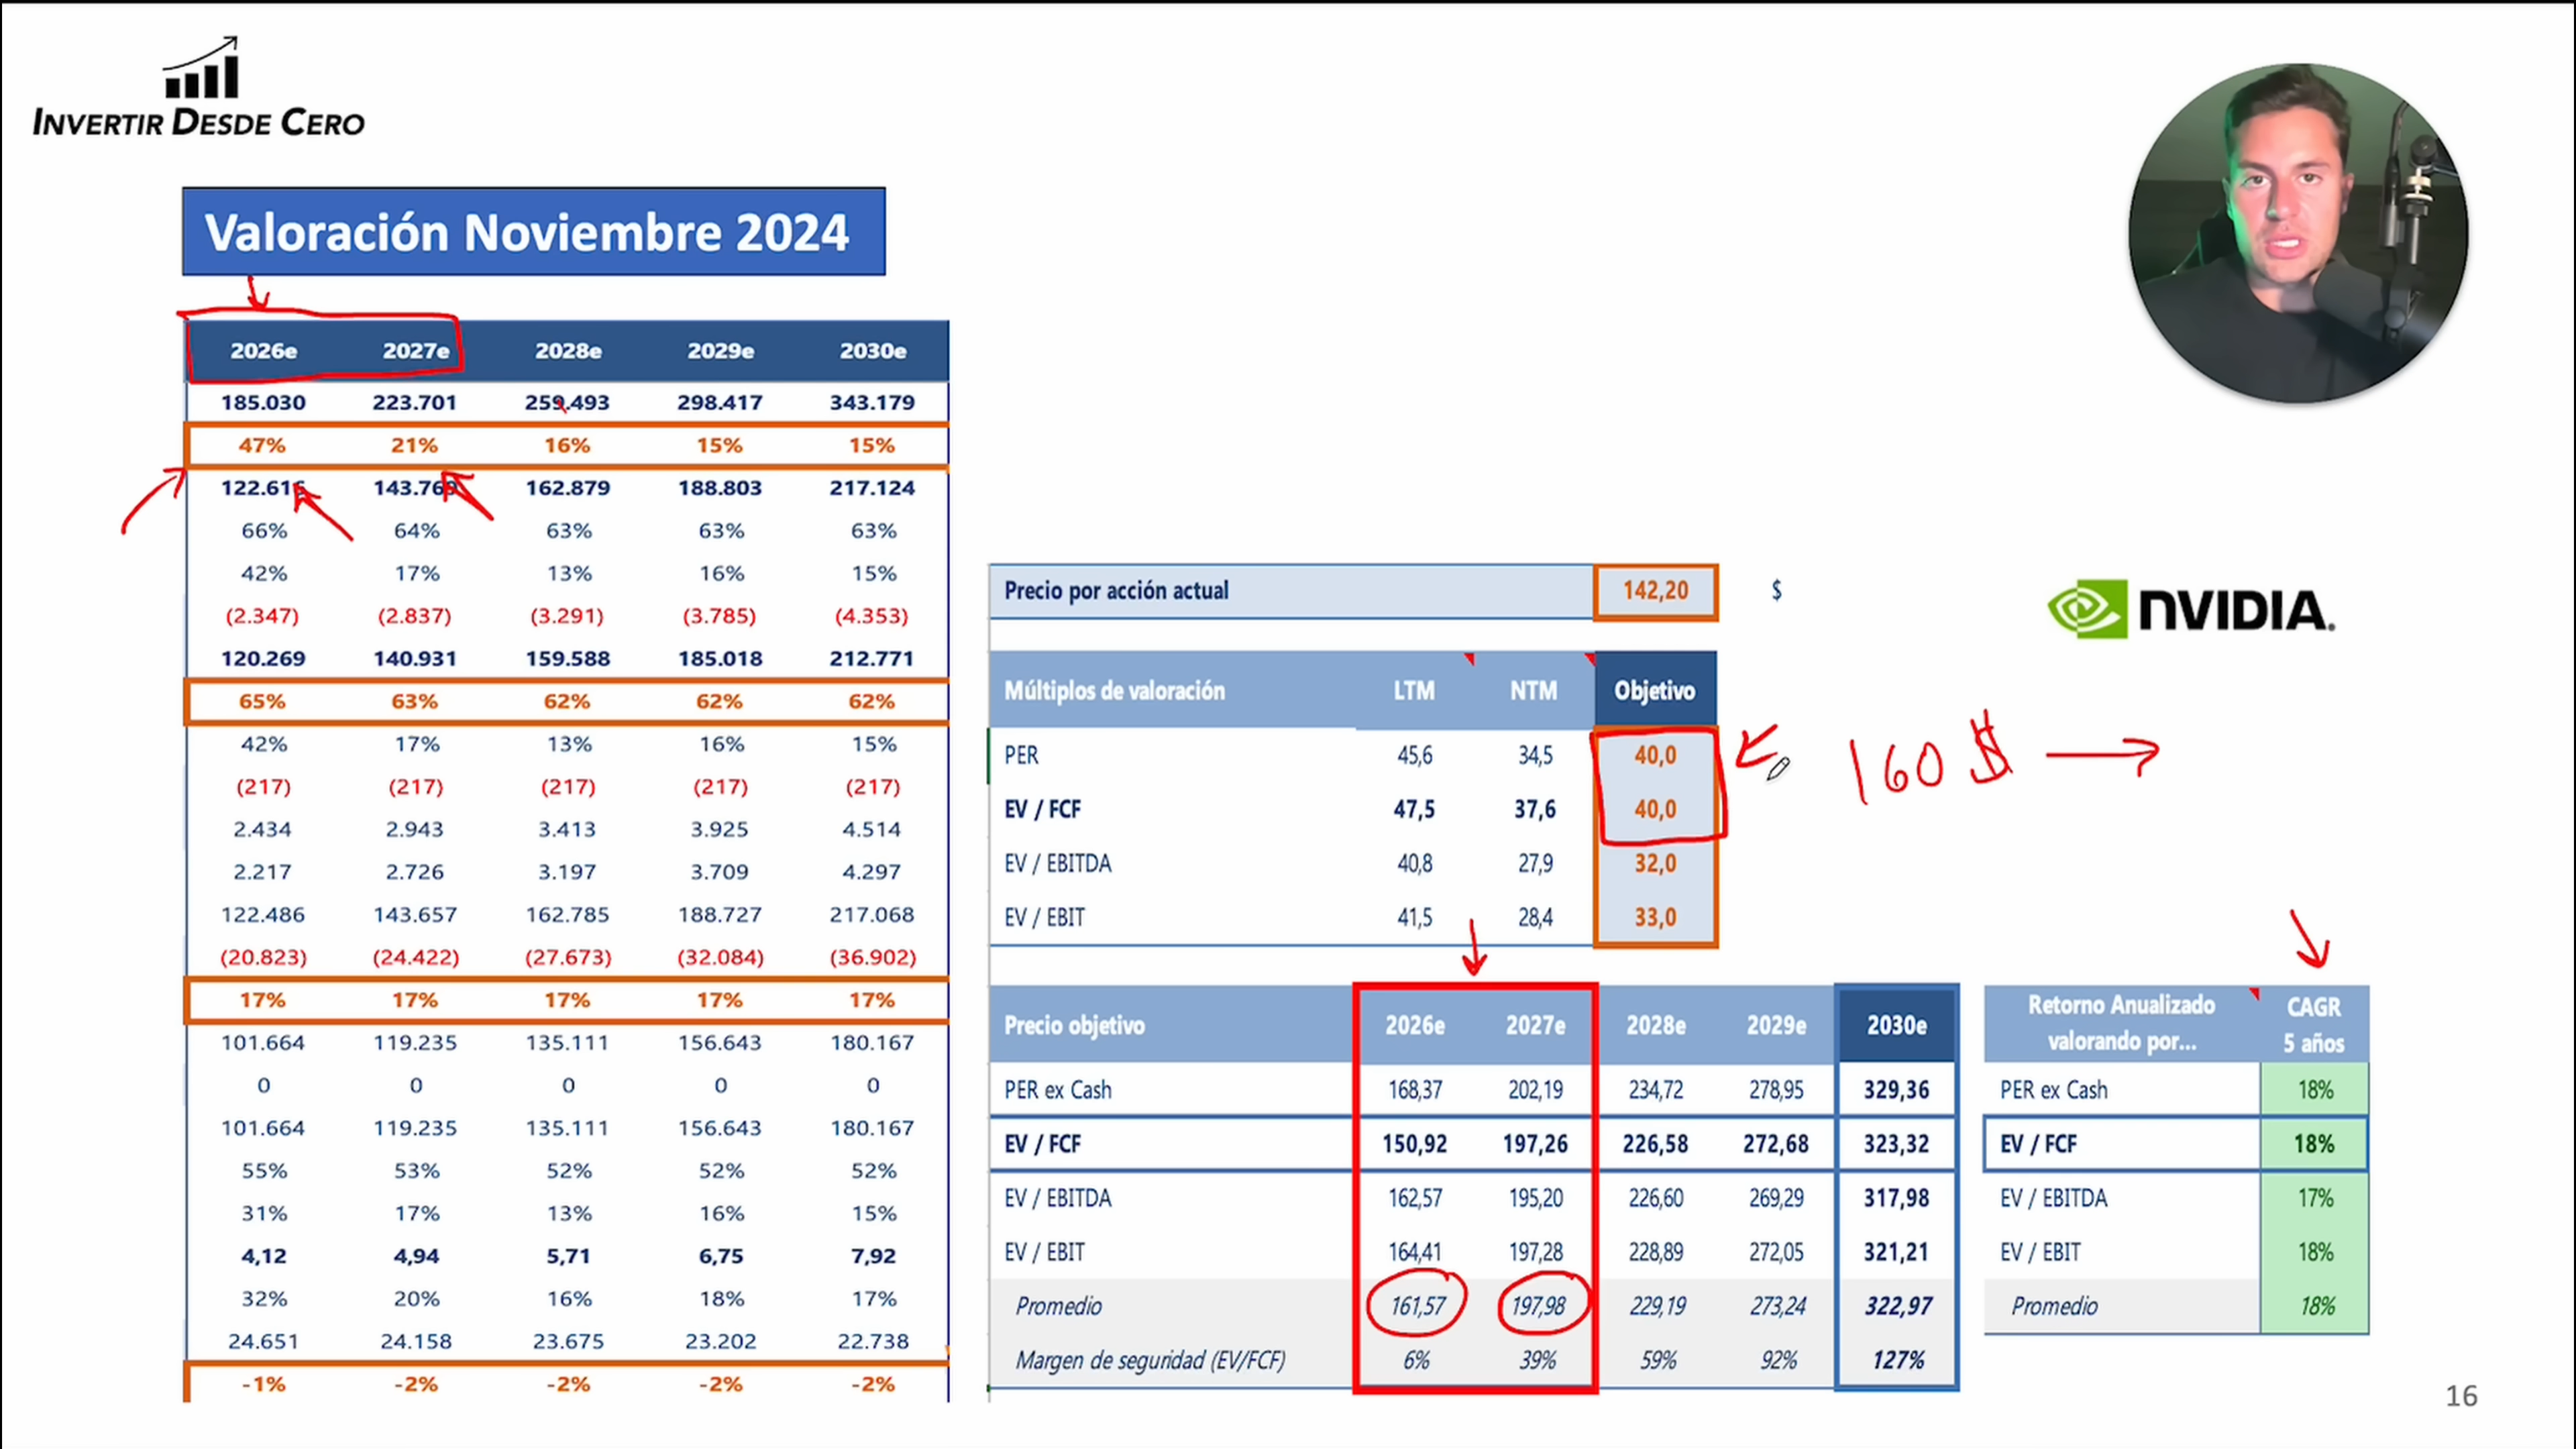 INVERTIR DESDE CERO
Valoración Noviembre 2024
2026e 2027e 2028e 2029e 2030e
185.030 223.701 259.493 298.417 343.179
47% 21% 16% 15% 15%
122.616 143.76 162.879 188.803 217.124
66% 64% 63% 63% 63%
42% 17% 13% 16% 15%
(2.347) (2.837) (3.291) (3.785) (4.353)
120.269 140.931 159.588 185.018 212.771
65% 63% 62% 62% 62%
42% 17% 13% 16% 15%
(217) (217) (217) (217) (217)
2.434 2.943 3.413 3.925 4.514
2.217 2.726 3.197 3.709 4.297
122.486 143.657 162.785 188.727 217.068
(20.823) (24.422) (27.673) (32.084) (36.902)
17% 17% 17% 17% 17%
101.664 119.235 135.111 156.643 180.167
0 0 0 0 0
101.664 119.235 135.111 156.643 180.167
55% 53% 52% 52% 52%
31% 17% 13% 16% 15%
4,12 4,94 5,71 6,75 7,92
32% 20% 16% 18% 17%
24.651 24.158 23.675 23.202 22.738
-1% -2% -2% -2% -2%
Precio por acción actual 142,20 $
Múltiplos de valoración LTM NTM Objetivo
PER 45,6 34,5 40,0
EV / FCF 47,5 37,6 40,0
EV / EBITDA 40,8 27,9 32,0
EV / EBIT 41,5 28,4 33,0
NVIDIA.
160 $
Precio objetivo 2026e 2027e 2028e 2029e 2030e
PER ex Cash 168,37 202,19 234,72 278,95 329,36
EV / FCF 150,92 197,26 226,58 272,68 323,32
EV / EBITDA 162,57 195,20 226,60 269,29 317,98
EV / EBIT 164,41 197,28 228,89 272,05 321,21
Promedio 161,57 197,98 229,19 273,24 322,97
Margen de seguridad (EV/FCF) 6% 39% 59% 92% 127%
Retorno Anualizado CAGR
valorando por... 5 años
PER ex Cash 18%
EV / FCF 18%
EV / EBITDA 17%
EV / EBIT 18%
Promedio 18%
16